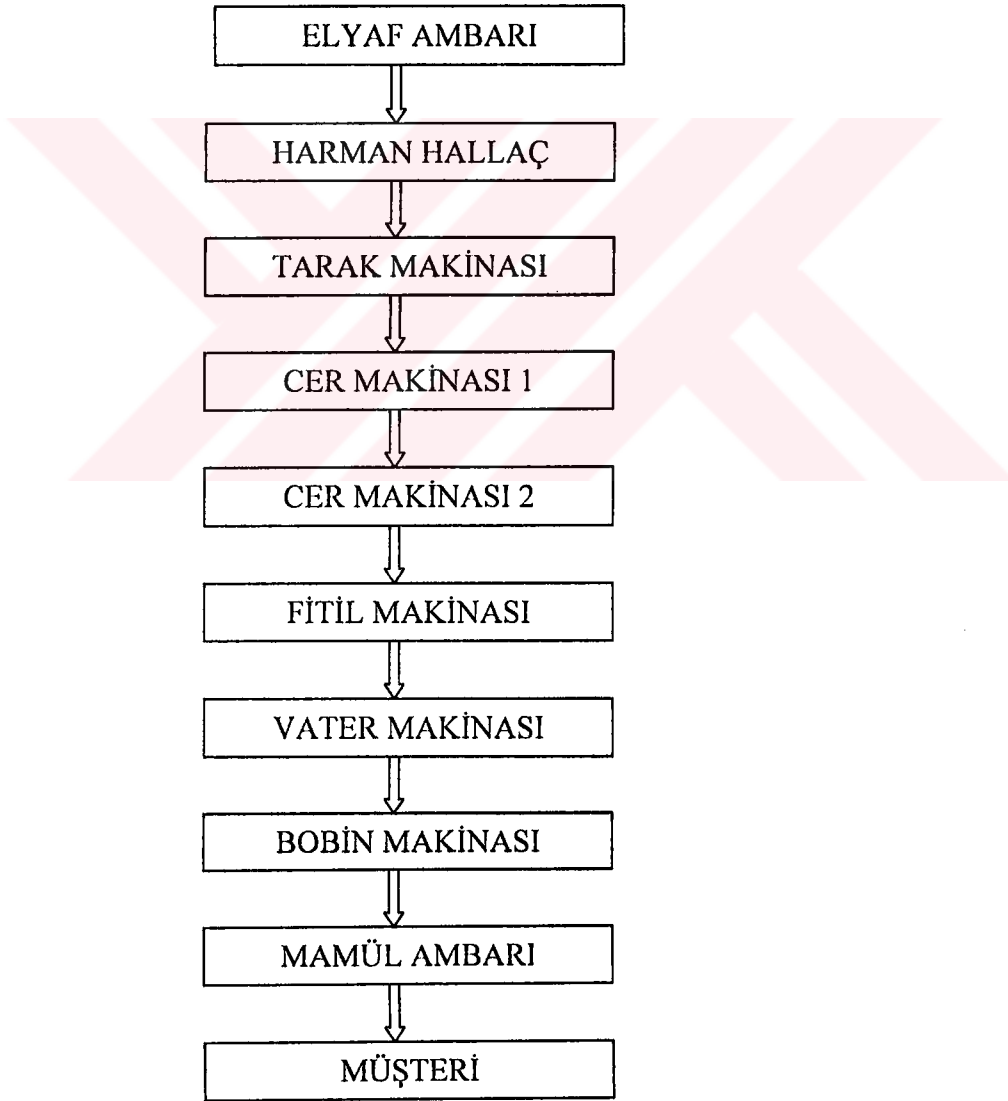 ELYAF AMBARI
HARMAN HALLAÇ
TARAK MAKİNASI
CER MAKİNASI 1
CER MAKİNASI 2
FİTİL MAKİNASI
VATER MAKİNASI
BOBİN MAKİNASI
MAMÜL AMBARI
MÜŞTERİ